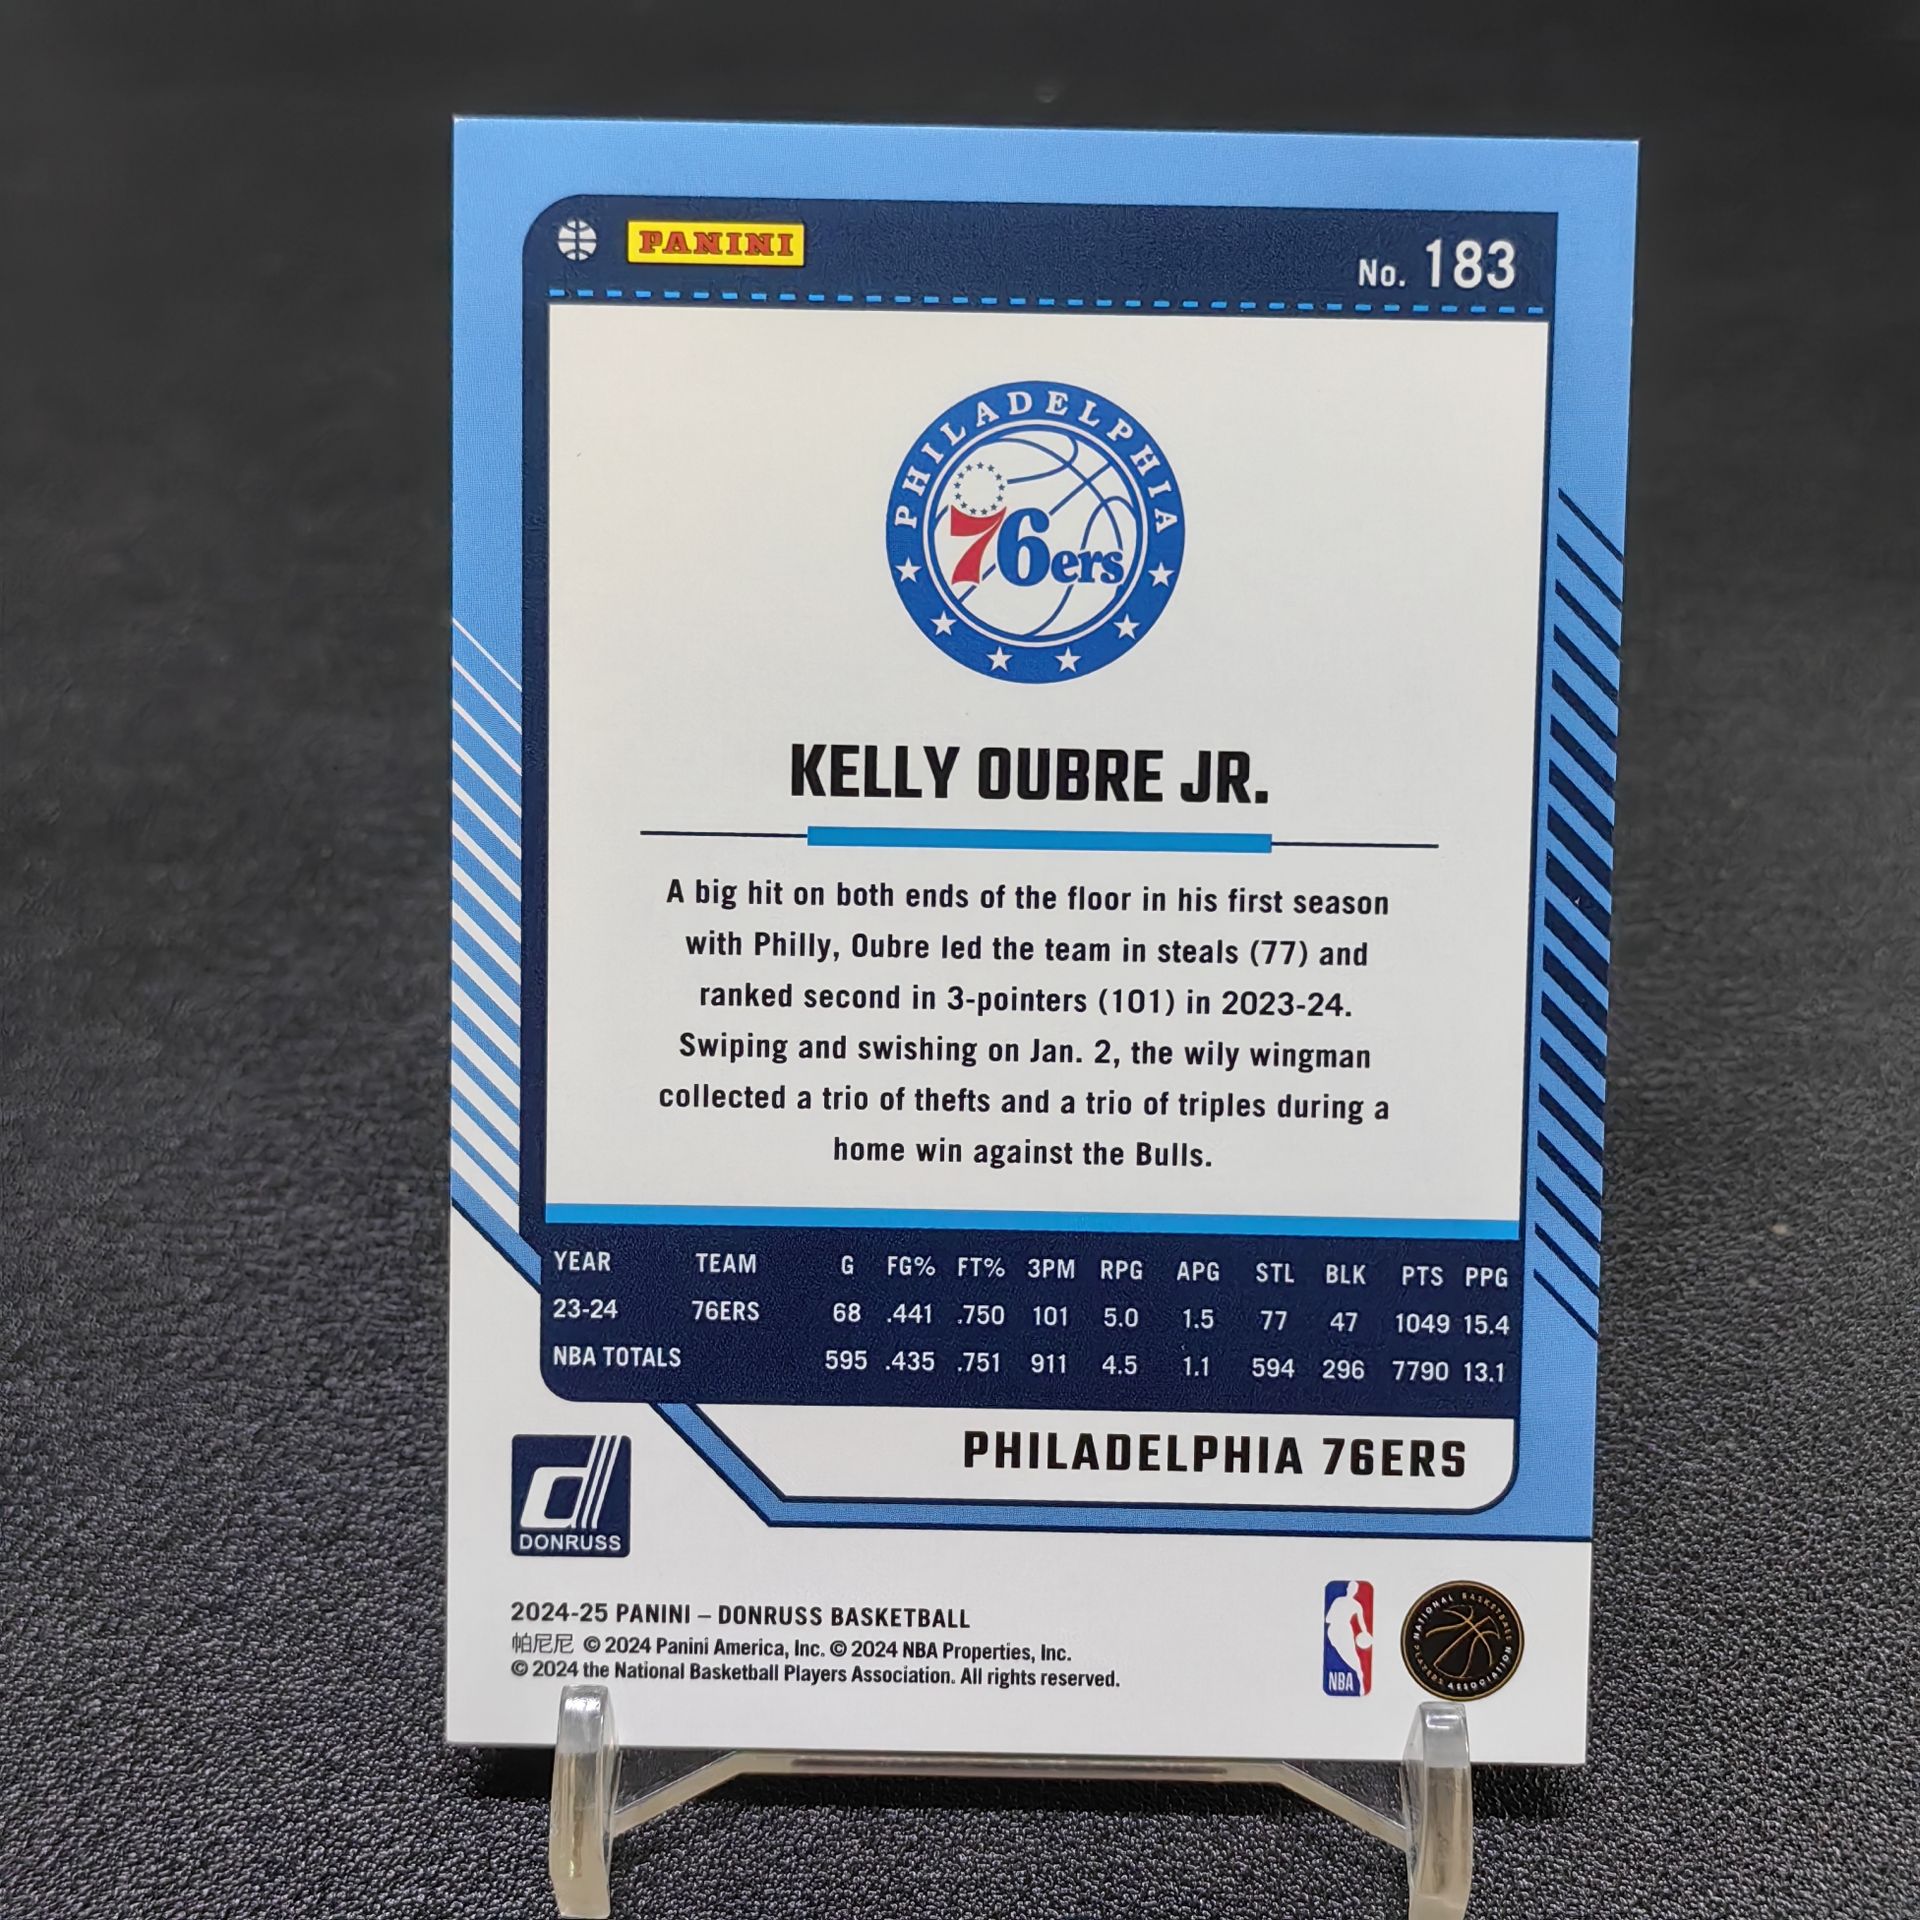 PANINI
No. 183
PHILADELPHIA
76ers
KELLY OUBRE JR.
A big hit on both ends of the floor in his first season
with Philly, Oubre led the team in steals (77) and
ranked second in 3-pointers (101) in 2023-24.
Swiping and swishing on Jan. 2, the wily wingman
collected a trio of thefts and a trio of triples during a
home win against the Bulls.
YEAR TEAM G FG% FT% 3PM RPG APG STL BLK PTS PPG
23-24 76ERS 68 .441 .750 101 5.0 1.5 77 47 1049 15.4
NBA TOTALS 595 .435 .751 911 4.5 1.1 594 296 7790 13.1
PHILADELPHIA 76ERS
d
DONRUSS
2024-25 PANINI – DONRUSS BASKETBALL
帕尼尼 © 2024 Panini America, Inc. © 2024 NBA Properties, Inc.
© 2024 the National Basketball Players Association. All rights reserved.
NBA
NATIONAL BASKETBALL
PLAYERS ASSOCIATION